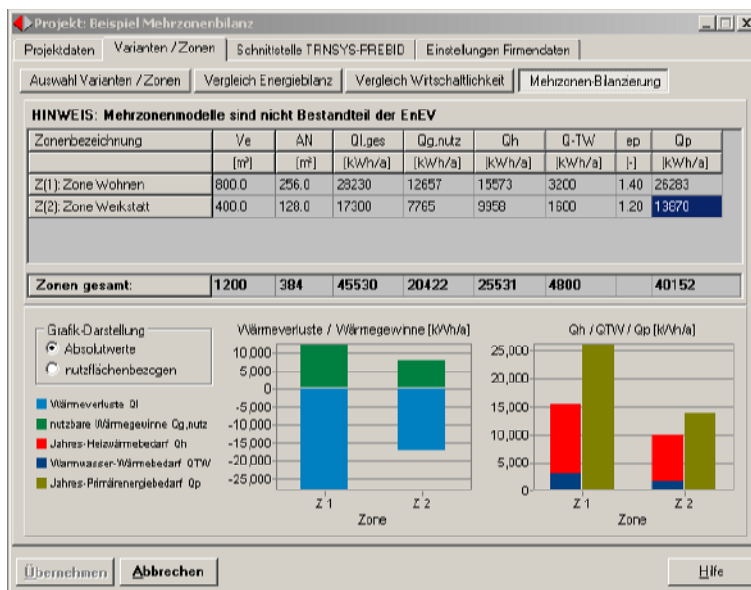 Projekt: Beispiel Mehrzonenbilanz
Projektdaten Varianten / Zonen Schnittstelle TRNSYS-PREBID Einstellungen Firmendaten
Auswahl Varianten / Zonen Vergleich Energiebilanz Vergleich Wirtschaftlichkeit Mehrzonen-Bilanzierung
HINWEIS: Mehrzonenmodelle sind nicht Bestandteil der EnEV
Zonenbezeichnung Ve AN Ql,ges Qg,nutz Qh Q-TW ep Qp
[m³] [m²] [kWh/a] [kWh/a] [kWh/a] [kWh/a] [-] [kWh/a]
Z(1): Zone Wohnen 800.0 256.0 28230 12657 15573 3200 1.40 26283
Z(2): Zone Werkstatt 400.0 128.0 17300 7765 9958 1600 1.20 13870
Zonen gesamt: 1200 384 45530 20422 25531 4800 40152
Grafik-Darstellung
Absolutwerte
nutzflächenbezogen
Wärmeverluste Ql
nutzbare Wärmegewinne Qg,nutz
Jahres-Heizwärmebedarf Qh
Warmwasser-Wärmebedarf QTW
Jahres-Primärenergiebedarf Qp
Wärmeverluste / Wärmegewinne [kWh/a]
10,000
5,000
0
-5,000
-10,000
-15,000
-20,000
-25,000
Z 1 Z 2
Zone
Qh / QTW / Qp [kWh/a]
25,000
20,000
15,000
10,000
5,000
0
Z 1 Z 2
Zone
Übernehmen Abbrechen Hilfe